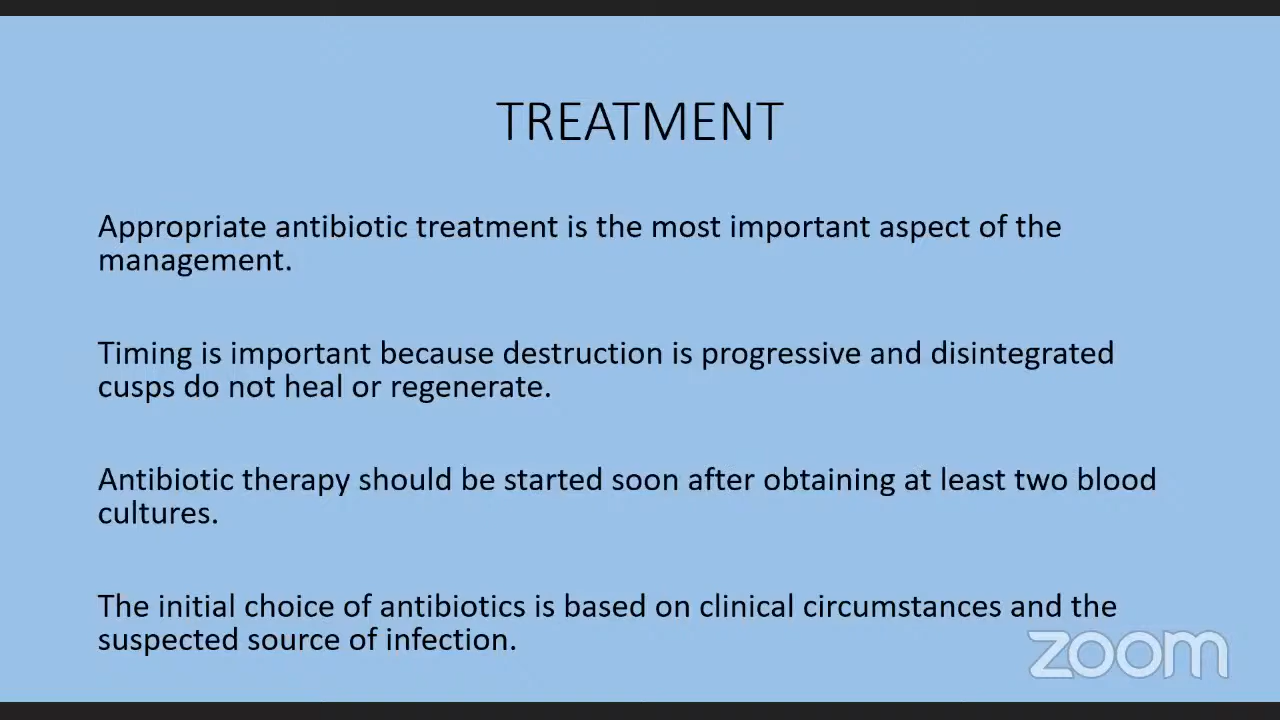 TREATMENT
Appropriate antibiotic treatment is the most important aspect of the
management.
Timing is important because destruction is progressive and disintegrated
cusps do not heal or regenerate.
Antibiotic therapy should be started soon after obtaining at least two blood
cultures.
The initial choice of antibiotics is based on clinical circumstances and the
suspected source of infection.
zoom